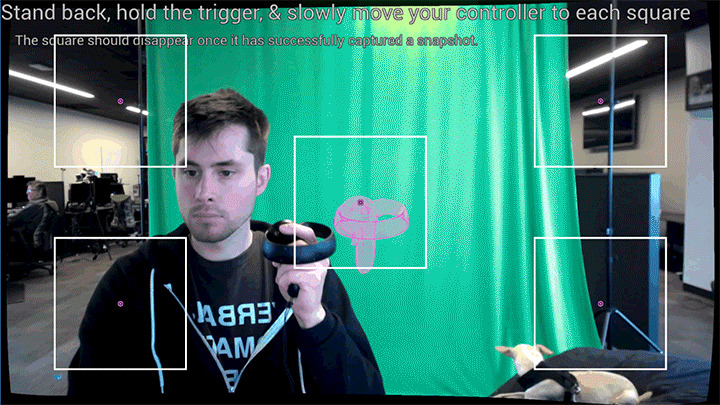 Stand back, hold the trigger, & slowly move your controller to each square
The square should disappear once it has successfully captured a snapshot.